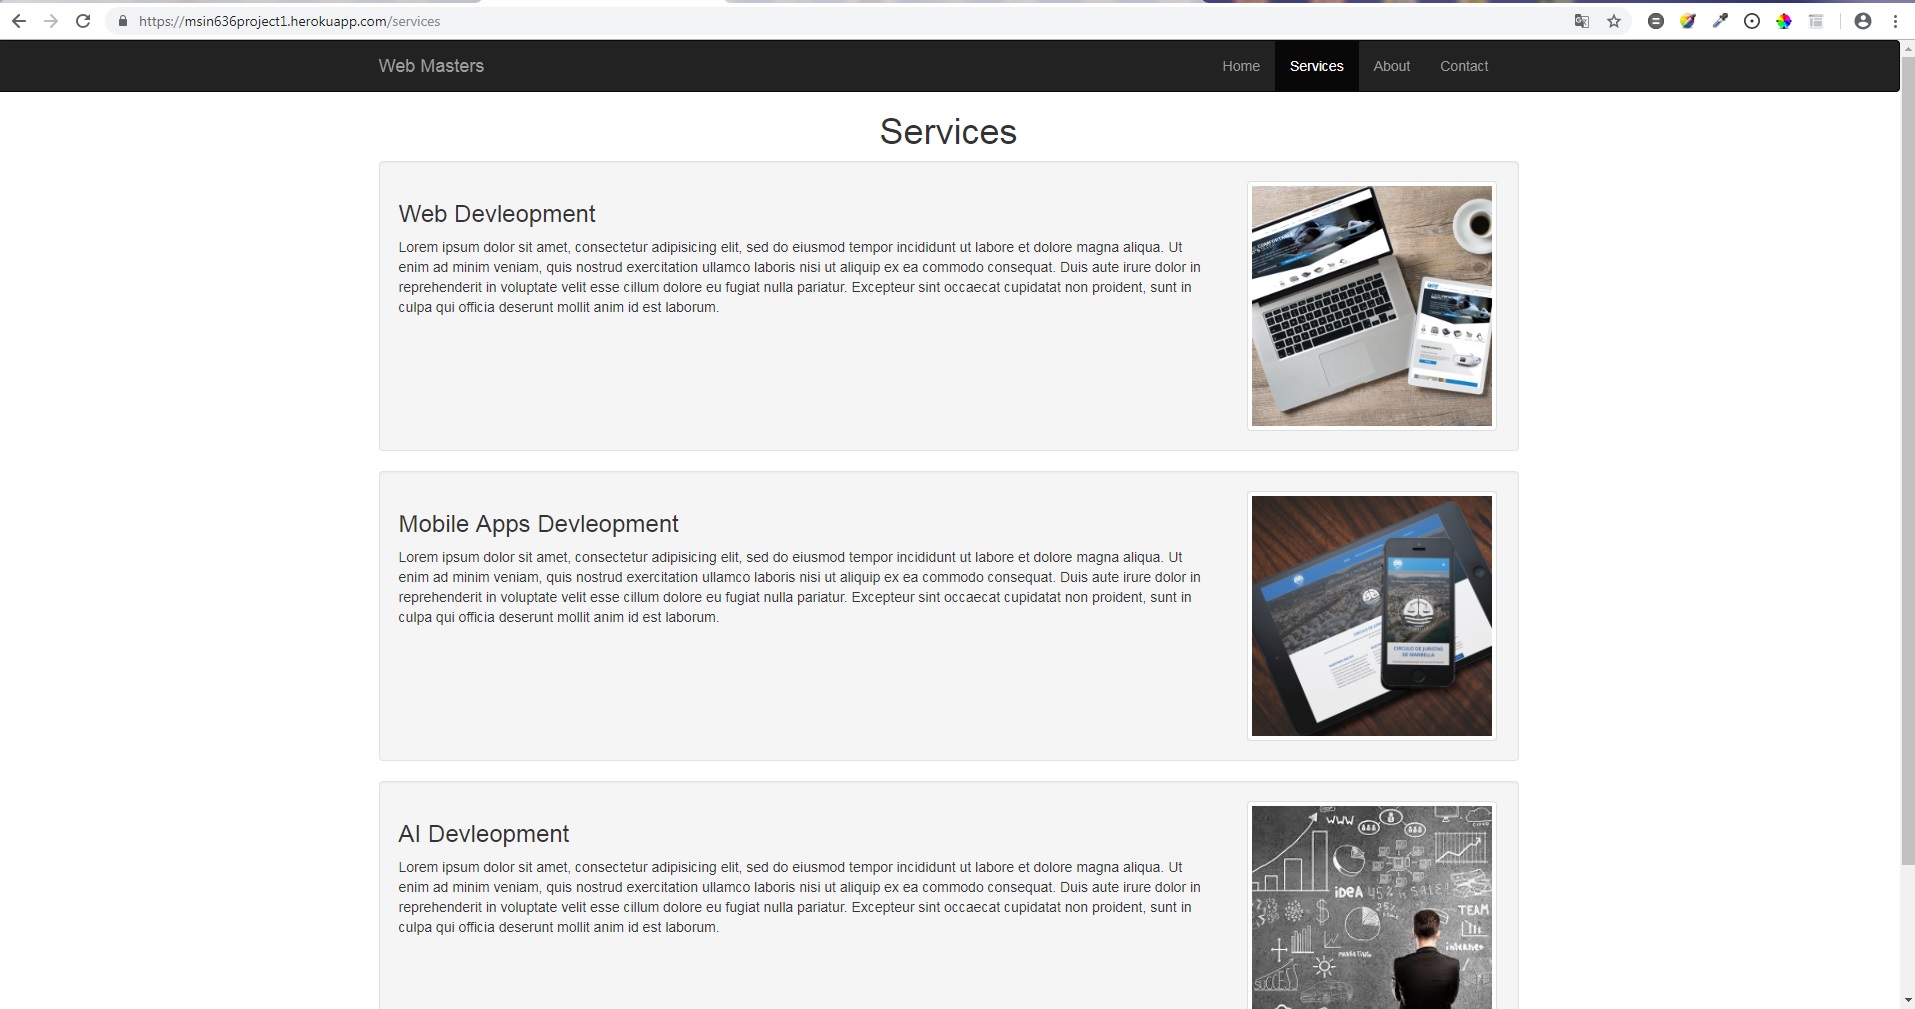 https://msin636project1.herokuapp.com/services
Web Masters
Home
Services
About
Contact
Services
Web Devleopment
Lorem ipsum dolor sit amet, consectetur adipisicing elit, sed do eiusmod tempor incididunt ut labore et dolore magna aliqua. Ut
enim ad minim veniam, quis nostrud exercitation ullamco laboris nisi ut aliquip ex ea commodo consequat. Duis aute irure dolor in
reprehenderit in voluptate velit esse cillum dolore eu fugiat nulla pariatur. Excepteur sint occaecat cupidatat non proident, sunt in
culpa qui officia deserunt mollit anim id est laborum.
Mobile Apps Devleopment
Lorem ipsum dolor sit amet, consectetur adipisicing elit, sed do eiusmod tempor incididunt ut labore et dolore magna aliqua. Ut
enim ad minim veniam, quis nostrud exercitation ullamco laboris nisi ut aliquip ex ea commodo consequat. Duis aute irure dolor in
reprehenderit in voluptate velit esse cillum dolore eu fugiat nulla pariatur. Excepteur sint occaecat cupidatat non proident, sunt in
culpa qui officia deserunt mollit anim id est laborum.
CIRCULO DE JURISTAS
DE MARBELLA
AI Devleopment
Lorem ipsum dolor sit amet, consectetur adipisicing elit, sed do eiusmod tempor incididunt ut labore et dolore magna aliqua. Ut
enim ad minim veniam, quis nostrud exercitation ullamco laboris nisi ut aliquip ex ea commodo consequat. Duis aute irure dolor in
reprehenderit in voluptate velit esse cillum dolore eu fugiat nulla pariatur. Excepteur sint occaecat cupidatat non proident, sunt in
culpa qui officia deserunt mollit anim id est laborum.
WWW
iDEA
45% SALE!
25%
TEAM
internet
MARKETING
SUCCESS